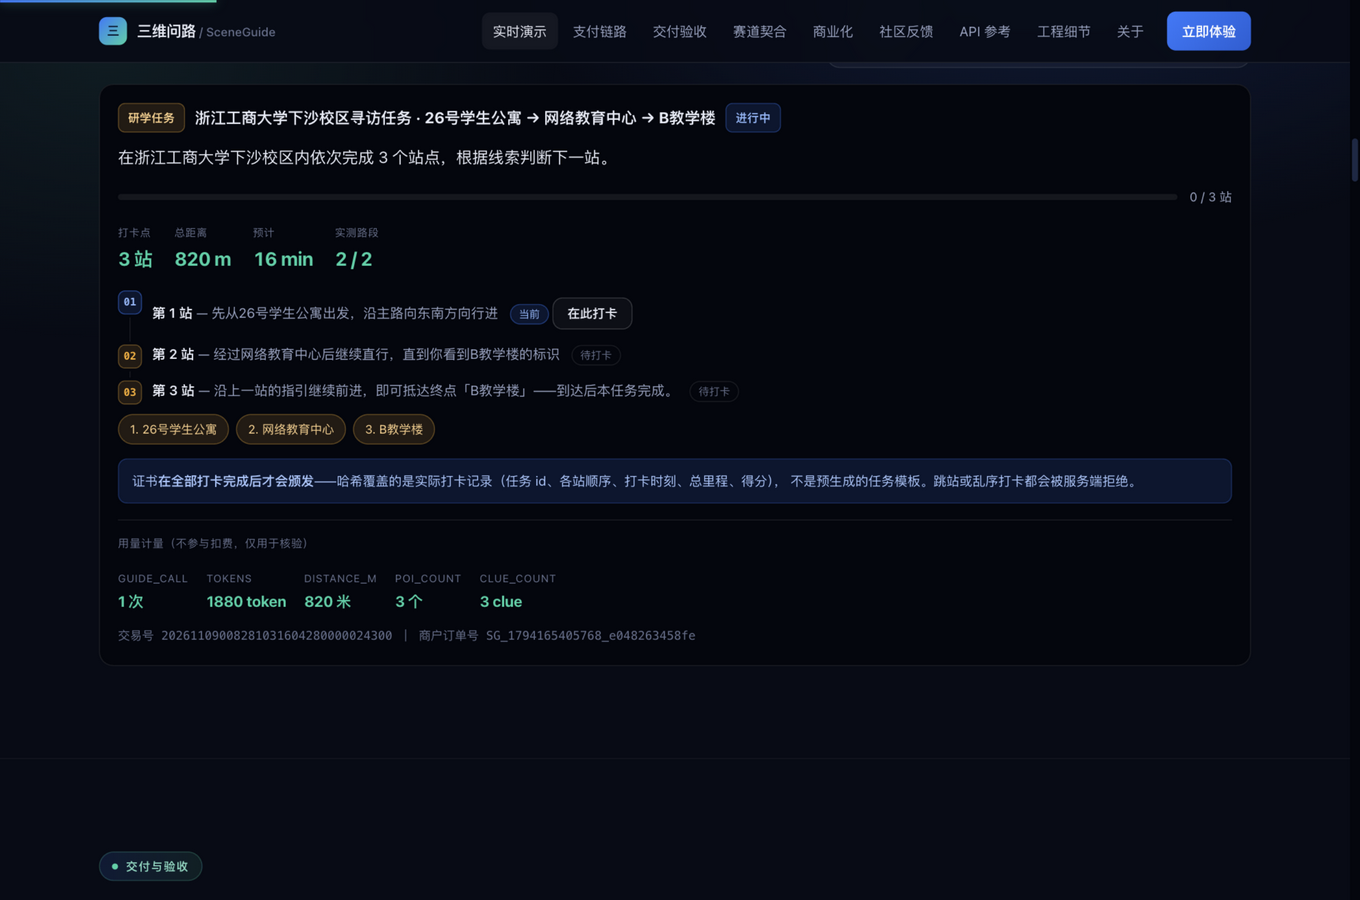 三 三维问路 / SceneGuide 实时演示 支付链路 交付验收 赛道契合 商业化 社区反馈 API 参考 工程细节 关于 立即体验
研学任务 浙江工商大学下沙校区寻访任务 · 26号学生公寓 → 网络教育中心 → B教学楼 进行中
在浙江工商大学下沙校区内依次完成 3 个站点，根据线索判断下一站。
0 / 3 站
打卡点 总距离 预计 实测路段
3 站 820 m 16 min 2 / 2
01 第 1 站 — 先从26号学生公寓出发，沿主路向东南方向行进 当前 在此打卡
02 第 2 站 — 经过网络教育中心后继续直行，直到你看到B教学楼的标识 待打卡
03 第 3 站 — 沿上一站的指引继续前进，即可抵达终点「B教学楼」——到达后本任务完成。 待打卡
1. 26号学生公寓 2. 网络教育中心 3. B教学楼
证书在全部打卡完成后才会颁发——哈希覆盖的是实际打卡记录（任务 id、各站顺序、打卡时刻、总里程、得分）， 不是预生成的任务模板。跳站或乱序打卡都会被服务端拒绝。
用量计量（不参与扣费，仅用于核验）
GUIDE_CALL TOKENS DISTANCE_M POI_COUNT CLUE_COUNT
1 次 1880 token 820 米 3 个 3 clue
交易号 2026110900828103160428000002430​0 | 商户订单号 SG_1794165405768_e048263458fe
交付与验收